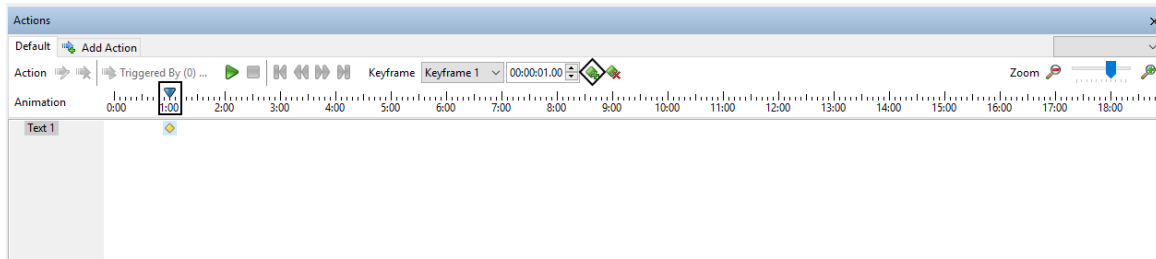 Actions
Default Add Action
Action Triggered By (0) ... Keyframe Keyframe 1 00:00:01.00 Zoom
Animation 0:00 1:00 2:00 3:00 4:00 5:00 6:00 7:00 8:00 9:00 10:00 11:00 12:00 13:00 14:00 15:00 16:00 17:00 18:00
Text 1